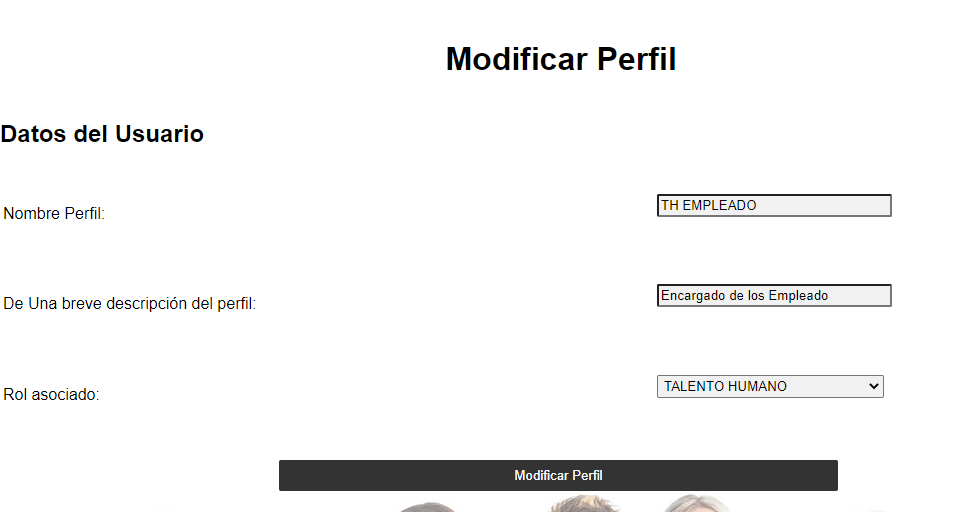 Modificar Perfil
Datos del Usuario
Nombre Perfil:
TH EMPLEADO
De Una breve descripción del perfil:
Encargado de los Empleado
Rol asociado:
TALENTO HUMANO
Modificar Perfil